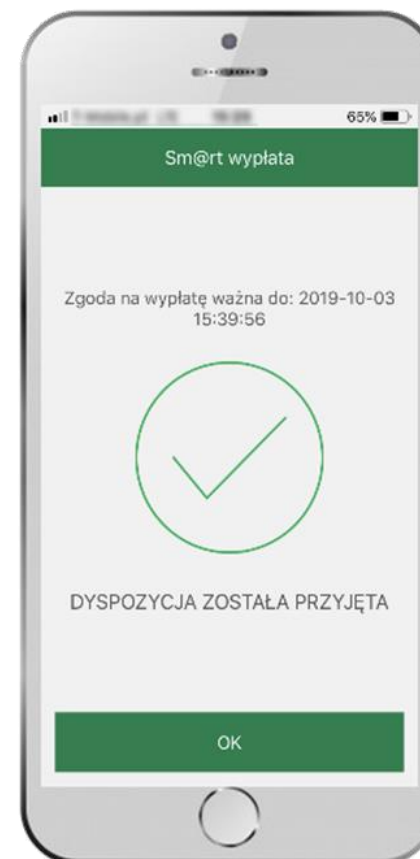 65%
Sm@rt wypłata
Zgoda na wypłatę ważna do: 2019-10-03
15:39:56
DYSPOZYCJA ZOSTAŁA PRZYJĘTA
OK